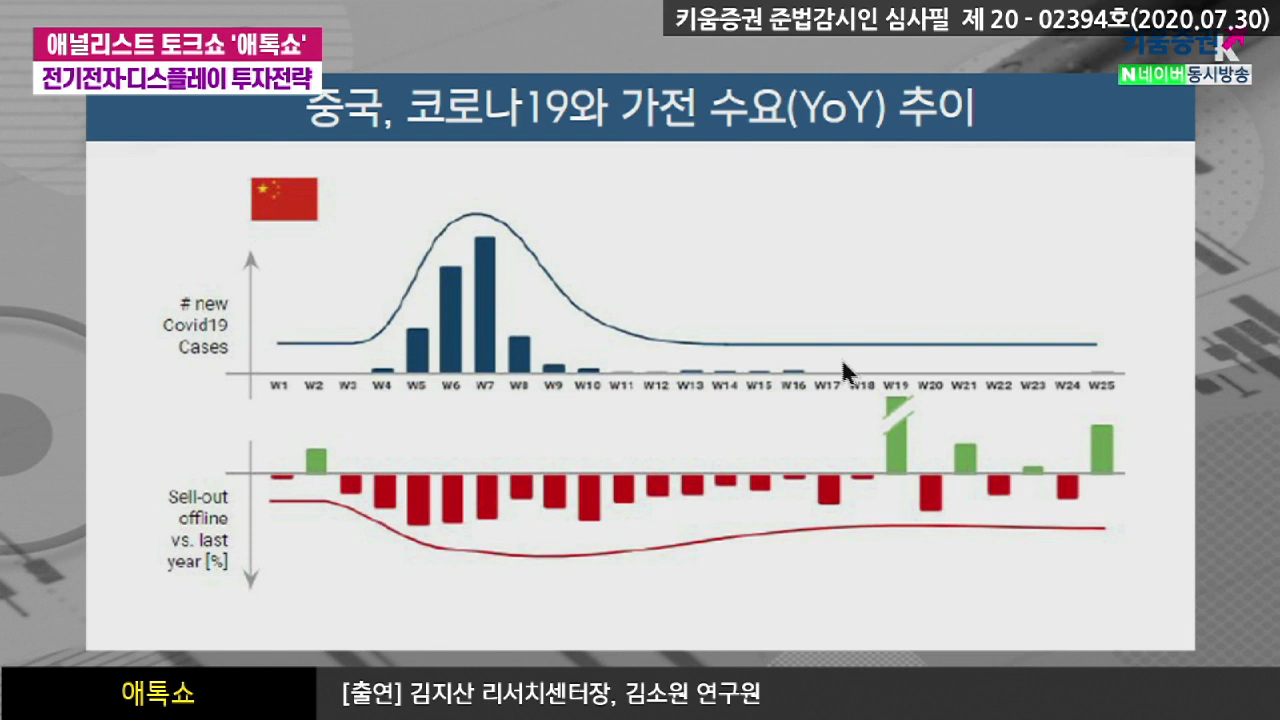 키움증권 준법감시인 심사필 제 20 - 02394호(2020.07.30)
애널리스트 토크쇼 '애톡쇼'
전기전자·디스플레이 투자전략
키움증권
N 네이버 동시방송
중국, 코로나19와 가전 수요(YoY) 추이
# new
Covid19
Cases
W1 W2 W3 W4 W5 W6 W7 W8 W9 W10 W11 W12 W13 W14 W15 W16 W17 W18 W19 W20 W21 W22 W23 W24 W25
Sell-out
offline
vs. last
year [%]
애톡쇼
[출연] 김지산 리서치센터장, 김소원 연구원